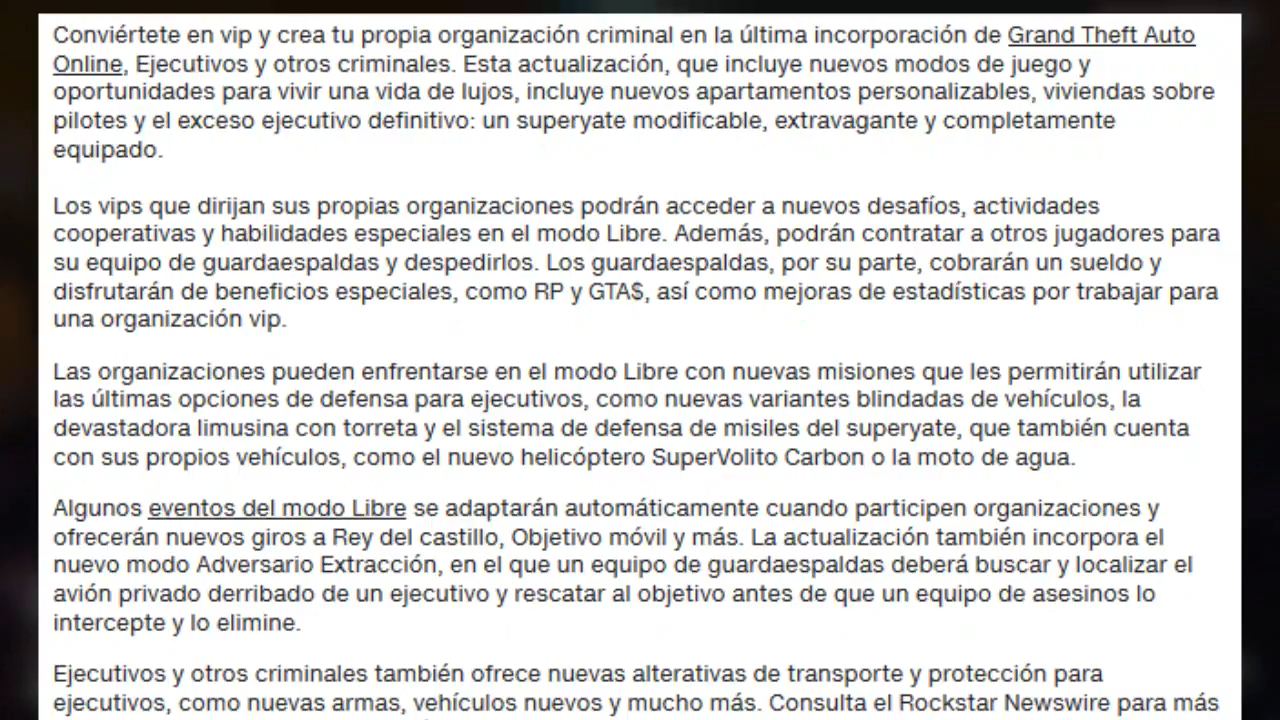 Conviértete en vip y crea tu propia organización criminal en la última incorporación de Grand Theft Auto
Online, Ejecutivos y otros criminales. Esta actualización, que incluye nuevos modos de juego y
oportunidades para vivir una vida de lujos, incluye nuevos apartamentos personalizables, viviendas sobre
pilotes y el exceso ejecutivo definitivo: un superyate modificable, extravagante y completamente
equipado.
Los vips que dirijan sus propias organizaciones podrán acceder a nuevos desafíos, actividades
cooperativas y habilidades especiales en el modo Libre. Además, podrán contratar a otros jugadores para
su equipo de guardaespaldas y despedirlos. Los guardaespaldas, por su parte, cobrarán un sueldo y
disfrutarán de beneficios especiales, como RP y GTA$, así como mejoras de estadísticas por trabajar para
una organización vip.
Las organizaciones pueden enfrentarse en el modo Libre con nuevas misiones que les permitirán utilizar
las últimas opciones de defensa para ejecutivos, como nuevas variantes blindadas de vehículos, la
devastadora limusina con torreta y el sistema de defensa de misiles del superyate, que también cuenta
con sus propios vehículos, como el nuevo helicóptero SuperVolito Carbon o la moto de agua.
Algunos eventos del modo Libre se adaptarán automáticamente cuando participen organizaciones y
ofrecerán nuevos giros a Rey del castillo, Objetivo móvil y más. La actualización también incorpora el
nuevo modo Adversario Extracción, en el que un equipo de guardaespaldas deberá buscar y localizar el
avión privado derribado de un ejecutivo y rescatar al objetivo antes de que un equipo de asesinos lo
intercepte y lo elimine.
Ejecutivos y otros criminales también ofrece nuevas alterativas de transporte y protección para
ejecutivos, como nuevas armas, vehículos nuevos y mucho más. Consulta el Rockstar Newswire para más